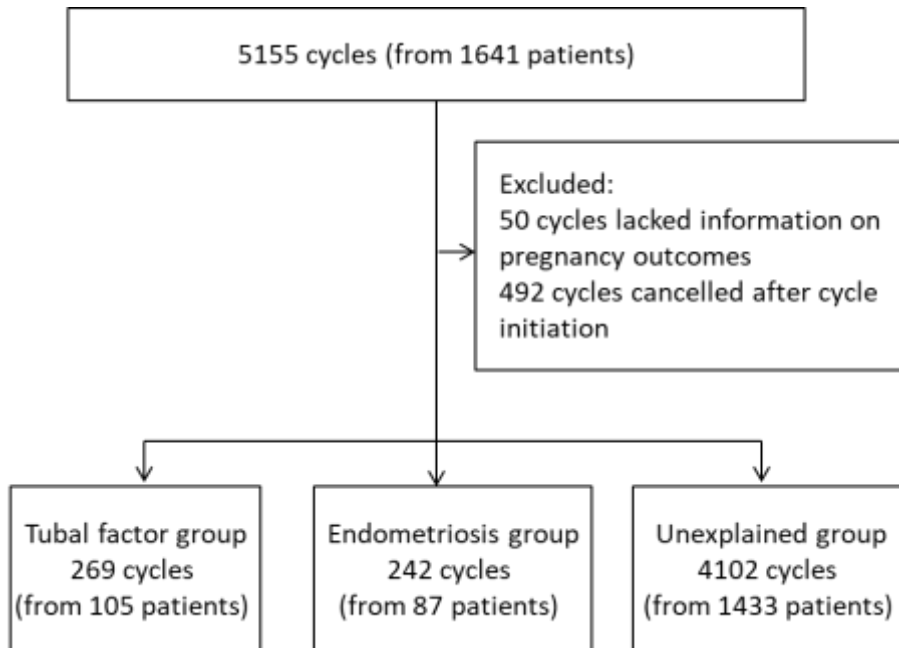 5155 cycles (from 1641 patients)
Excluded:
50 cycles lacked information on
pregnancy outcomes
492 cycles cancelled after cycle
initiation
Tubal factor group
269 cycles
(from 105 patients)
Endometriosis group
242 cycles
(from 87 patients)
Unexplained group
4102 cycles
(from 1433 patients)